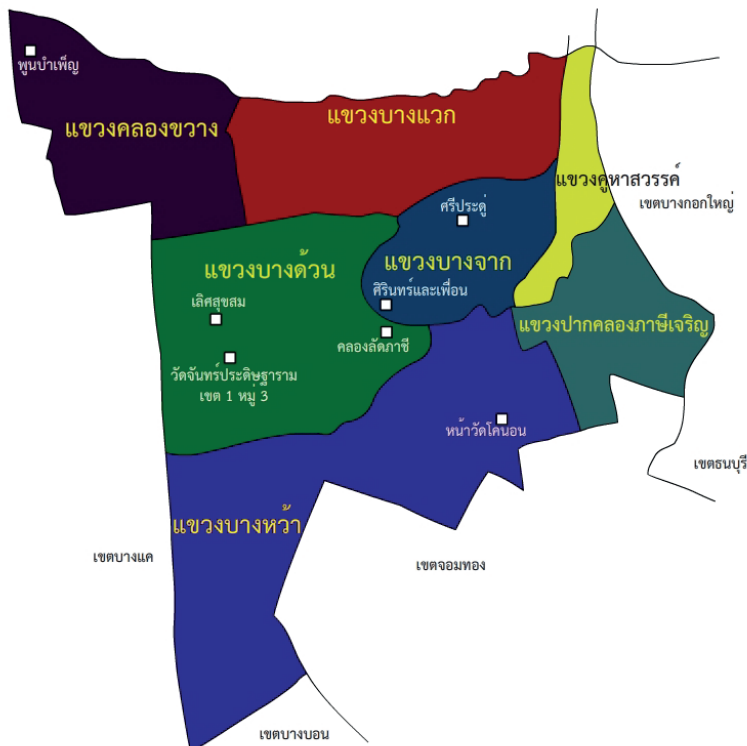 พูนบำเพ็ญ
แขวงคลองขวาง
แขวงบางแวก
แขวงคูหาสวรรค์
เขตบางกอกใหญ่
ศรีประดู่
แขวงบางด้วน
แขวงบางจาก
เลิศสุขสม
ศิรินทร์และเพื่อน
แขวงปากคลองภาษีเจริญ
คลองลัดภาชี
วัดจันทร์ประดิษฐาราม
เขต 1 หมู่ 3
หน้าวัดโคนอน
เขตธนบุรี
แขวงบางหว้า
เขตบางแค
เขตจอมทอง
เขตบางบอน